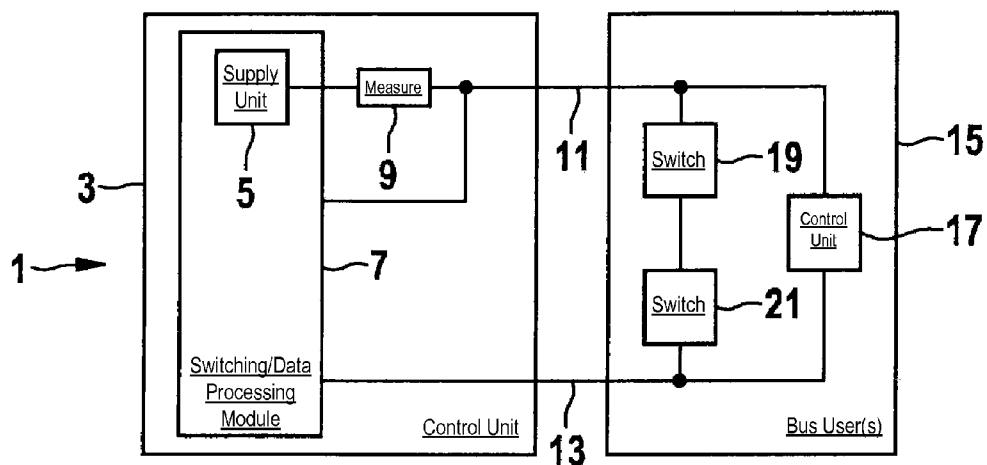 Supply
Unit
Measure
5
9
11
Switch
19
15
3
Control
Unit
17
1
7
Switch
21
Switching/Data
Processing
Module
Control Unit
13
Bus User(s)